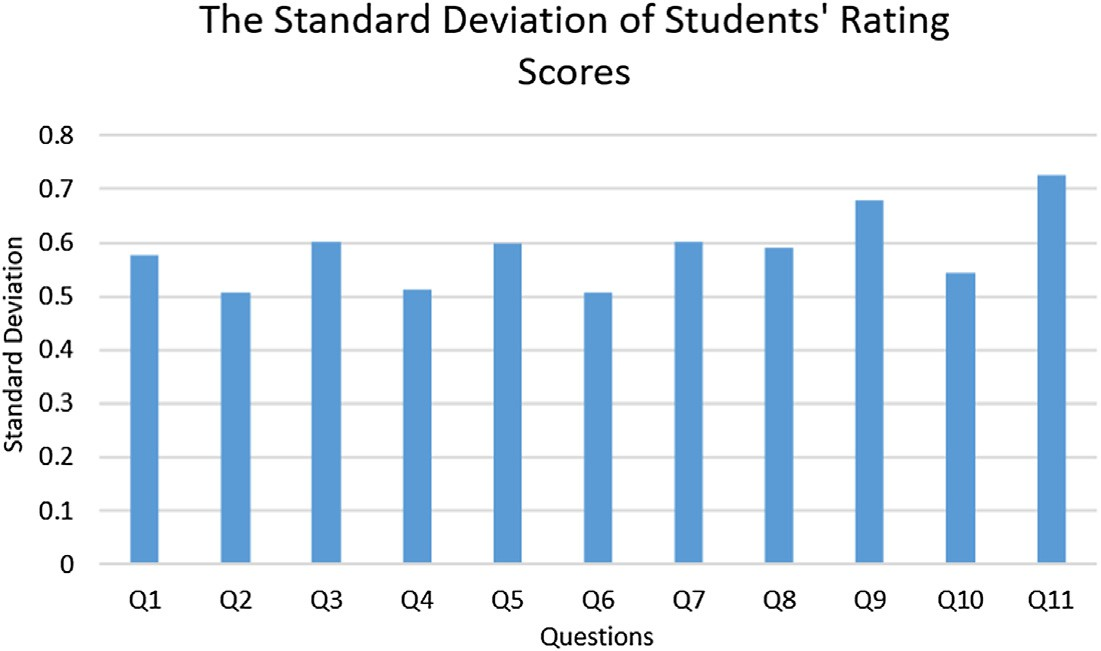 The Standard Deviation of Students' Rating
Scores
Standard Deviation
0.8
0.7
0.6
0.5
0.4
0.3
0.2
0.1
0
Q1 Q2 Q3 Q4 Q5 Q6 Q7 Q8 Q9 Q10 Q11
Questions